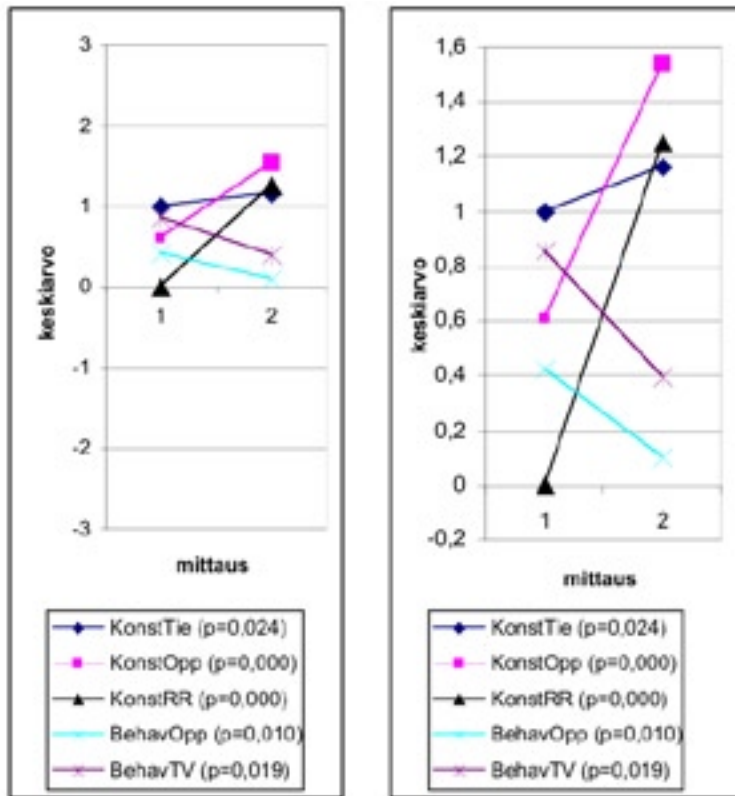 3
2
1
0
-1
-2
-3
1 2
keskiarvo
mittaus
KonstTie (p=0,024)
KonstOpp (p=0,000)
KonstRR (p=0,000)
BehavOpp (p=0,010)
BehavTV (p=0,019)
1,6
1,4
1,2
1
0,8
0,6
0,4
0,2
0
-0,2
1 2
keskiarvo
mittaus
KonstTie (p=0,024)
KonstOpp (p=0,000)
KonstRR (p=0,000)
BehavOpp (p=0,010)
BehavTV (p=0,019)